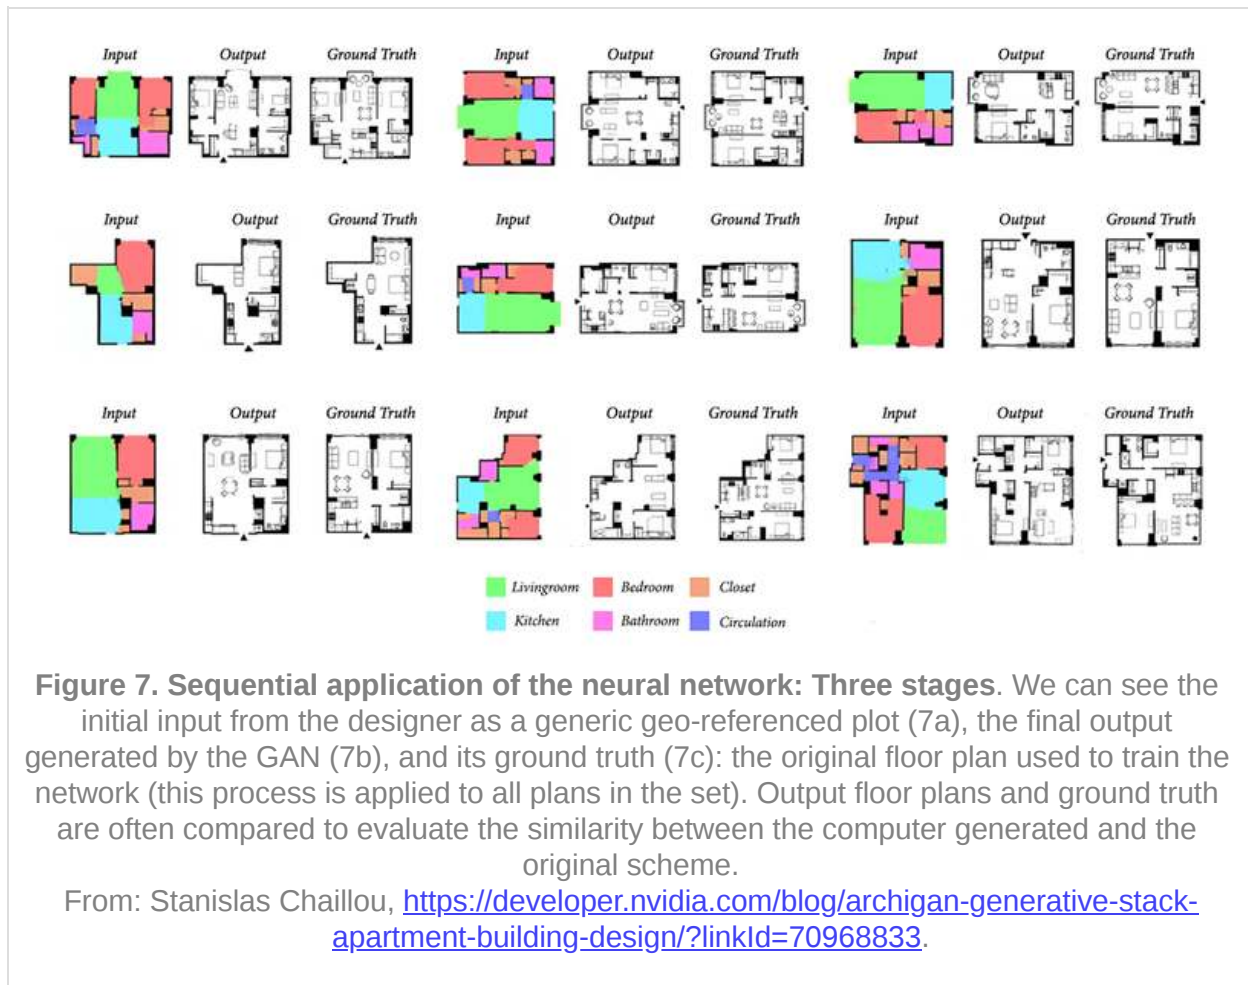 Input Output Ground Truth Input Output Ground Truth Input Output Ground Truth
Input Output Ground Truth Input Output Ground Truth Input Output Ground Truth
Input Output Ground Truth Input Output Ground Truth Input Output Ground Truth
Livingroom Bedroom Closet
Kitchen Bathroom Circulation
Figure 7. Sequential application of the neural network: Three stages. We can see the
initial input from the designer as a generic geo-referenced plot (7a), the final output
generated by the GAN (7b), and its ground truth (7c): the original floor plan used to train the
network (this process is applied to all plans in the set). Output floor plans and ground truth
are often compared to evaluate the similarity between the computer generated and the
original scheme.
From: Stanislas Chaillou, https://developer.nvidia.com/blog/archigan-generative-stack-
apartment-building-design/?linkId=70968833.